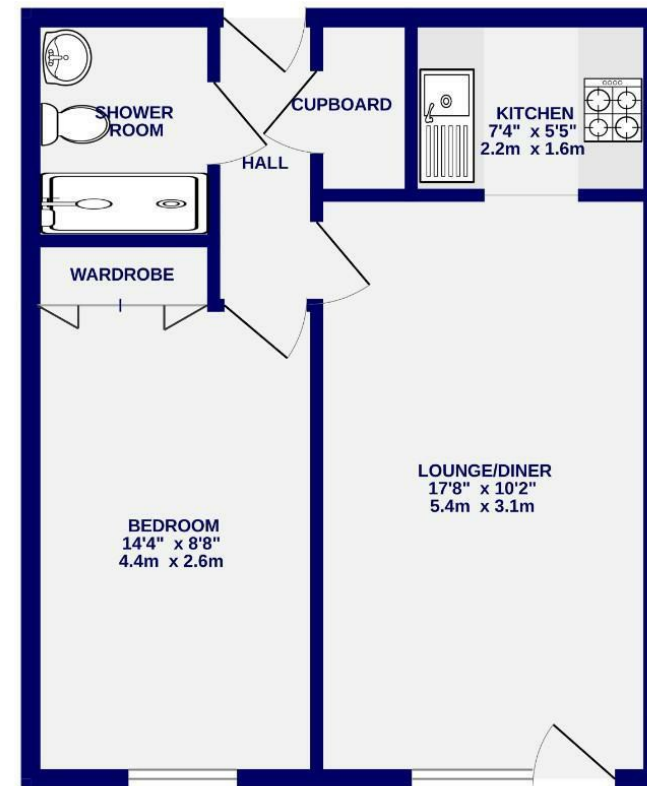 SHOWER
ROOM
CUPBOARD
HALL
KITCHEN
7'4" x 5'5"
2.2m x 1.6m
WARDROBE
LOUNGE/DINER
17'8" x 10'2"
5.4m x 3.1m
BEDROOM
14'4" x 8'8"
4.4m x 2.6m